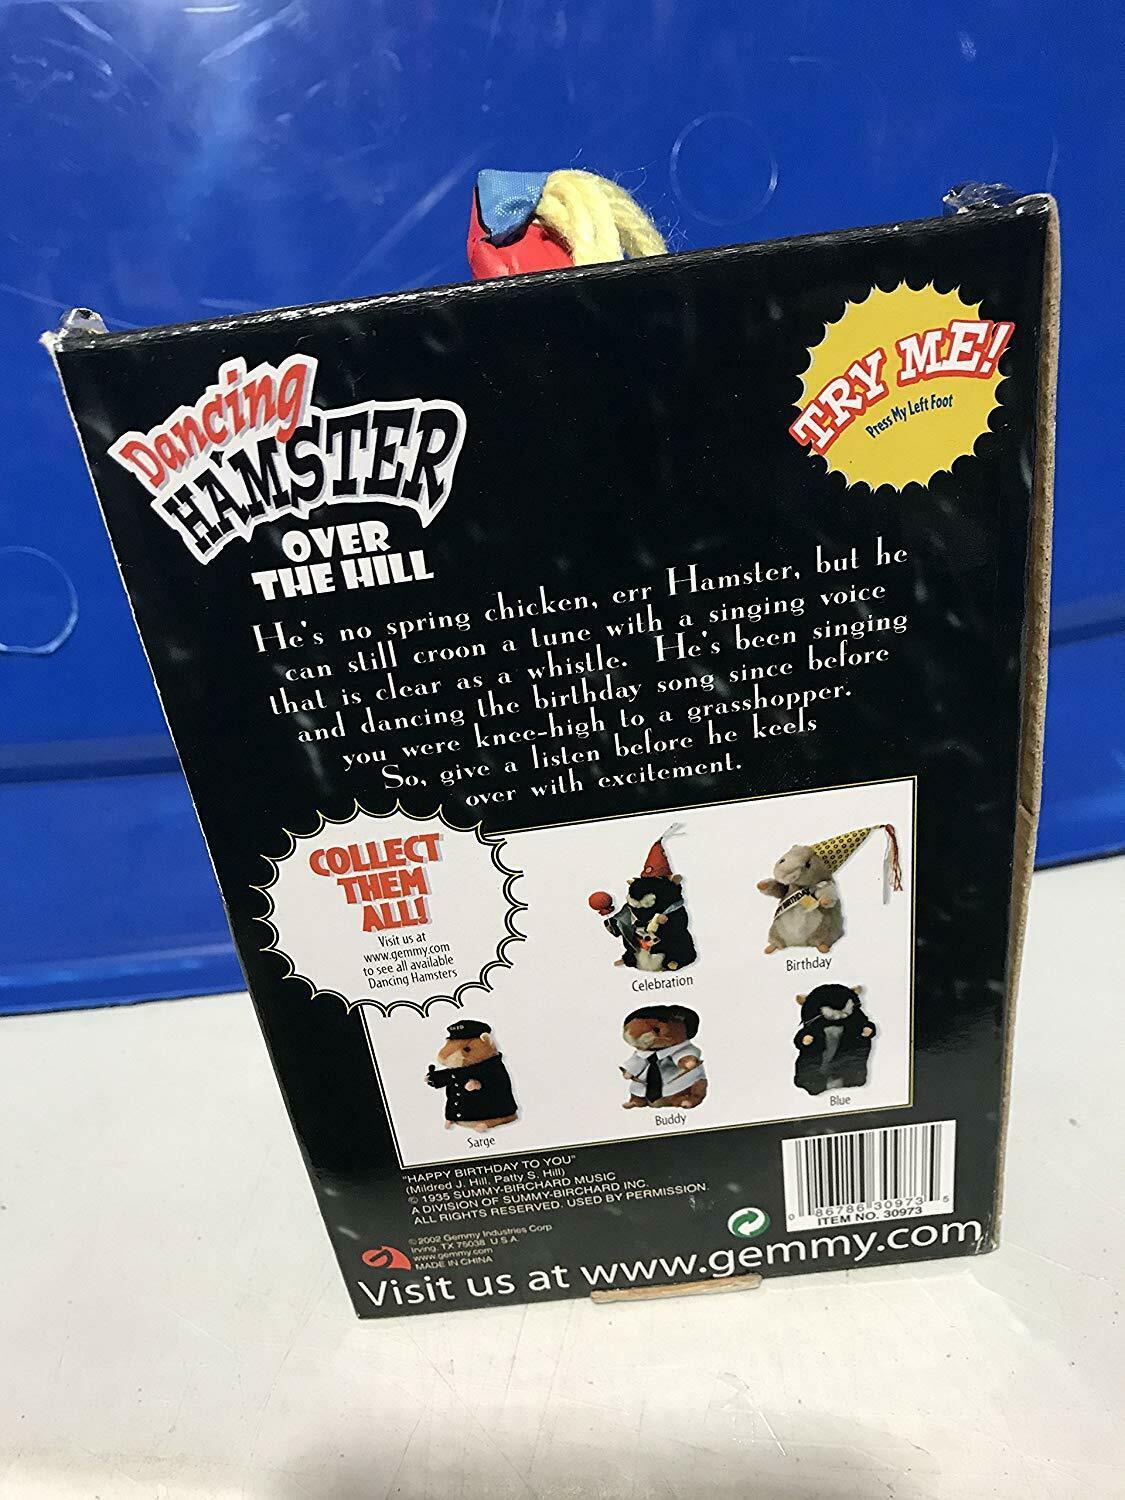 Dancing
HAMSTER
OVER
THE HILL
TRY ME!
Press My Left Foot
He's no spring chicken, err Hamster, but he
can still croon a tune with a singing voice
that is clear as a whistle. He's been singing
and dancing the birthday song since before
you were knee-high to a grasshopper.
So, give a listen before he keels
over with excitement.
COLLECT
THEM
ALL!
Visit us at
www.gemmy.com
to see all available
Dancing Hamsters
Celebration
Birthday
Sarge
Buddy
Blue
"HAPPY BIRTHDAY TO YOU"
(Mildred J. Hill, Patty S. Hill)
© 1935 SUMMY-BIRCHARD MUSIC
A DIVISION OF SUMMY-BIRCHARD INC.
ALL RIGHTS RESERVED. USED BY PERMISSION.
© 2002 Gemmy Industries Corp
Irving, TX 75038 U.S.A.
www.gemmy.com
MADE IN CHINA
0 86786 30973 5
ITEM NO. 30973
Visit us at www.gemmy.com